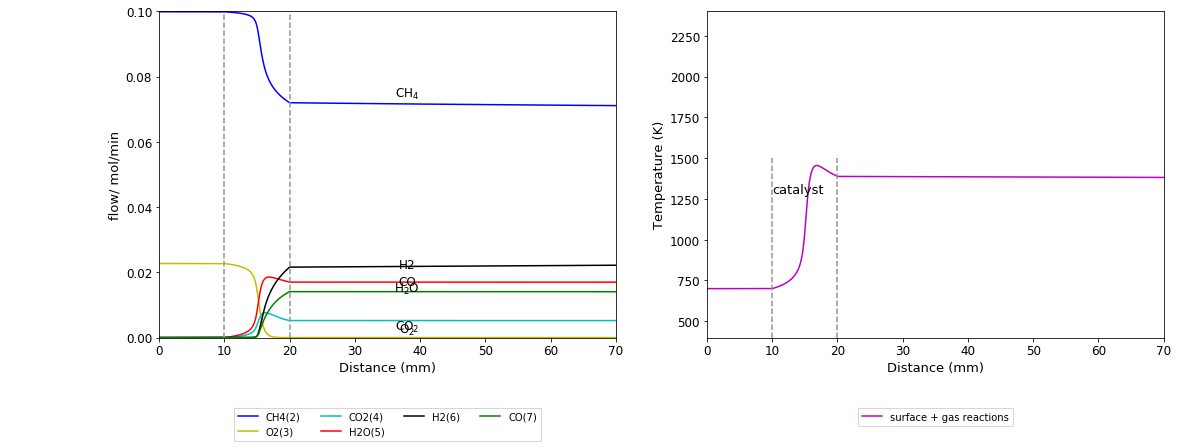 0.10
0.08
0.06
0.04
0.02
0.00
flow/ mol/min
CH₄
H2
CO
H₂O
CO₂
O₂
0 10 20 30 40 50 60 70
Distance (mm)
CH4(2) CO2(4) H2(6) CO(7)
O2(3) H2O(5)
2250
2000
1750
1500
1250
1000
750
500
Temperature (K)
catalyst
0 10 20 30 40 50 60 70
Distance (mm)
surface + gas reactions